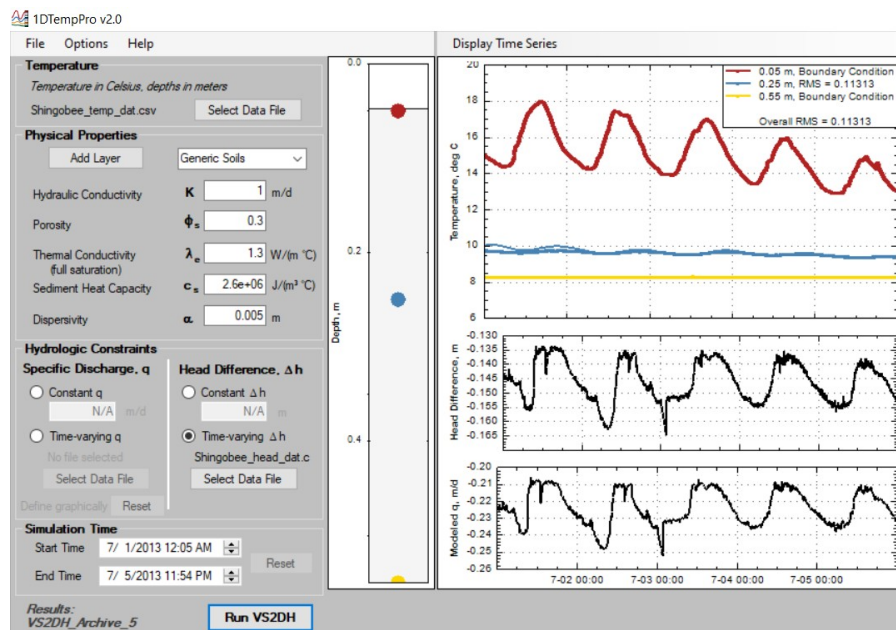 1DTempPro v2.0
File Options Help
Temperature
Temperature in Celsius, depths in meters
Shingobee_temp_dat.csv Select Data File
Physical Properties
Add Layer Generic Soils
Hydraulic Conductivity K 1 m/d
Porosity ϕs 0.3
Thermal Conductivity λe 1.3 W/(m °C)
(full saturation)
Sediment Heat Capacity cs 2.6e+06 J/(m³ °C)
Dispersivity α 0.005 m
Hydrologic Constraints
Specific Discharge, q Head Difference, Δh
Constant q Constant Δh
N/A m/d N/A m
Time-varying q Time-varying Δh
No file selected Shingobee_head_dat.c
Select Data File Select Data File
Define graphically Reset
Simulation Time
Start Time 7/ 1/2013 12:05 AM
Reset
End Time 7/ 5/2013 11:54 PM
Results:
VS2DH_Archive_5 Run VS2DH
0.0
0.2
Depth, m
0.4
Display Time Series
20
18
16
14
12
10
8
6
Temperature, deg C
0.05 m, Boundary Condition
0.25 m, RMS = 0.11313
0.55 m, Boundary Condition
Overall RMS = 0.11313
-0.130
-0.135
-0.140
-0.145
-0.150
-0.155
-0.160
-0.165
Head Difference, m
-0.20
-0.21
-0.22
-0.23
-0.24
-0.25
-0.26
Modeled q, m/d
7-02 00:00 7-03 00:00 7-04 00:00 7-05 00:00